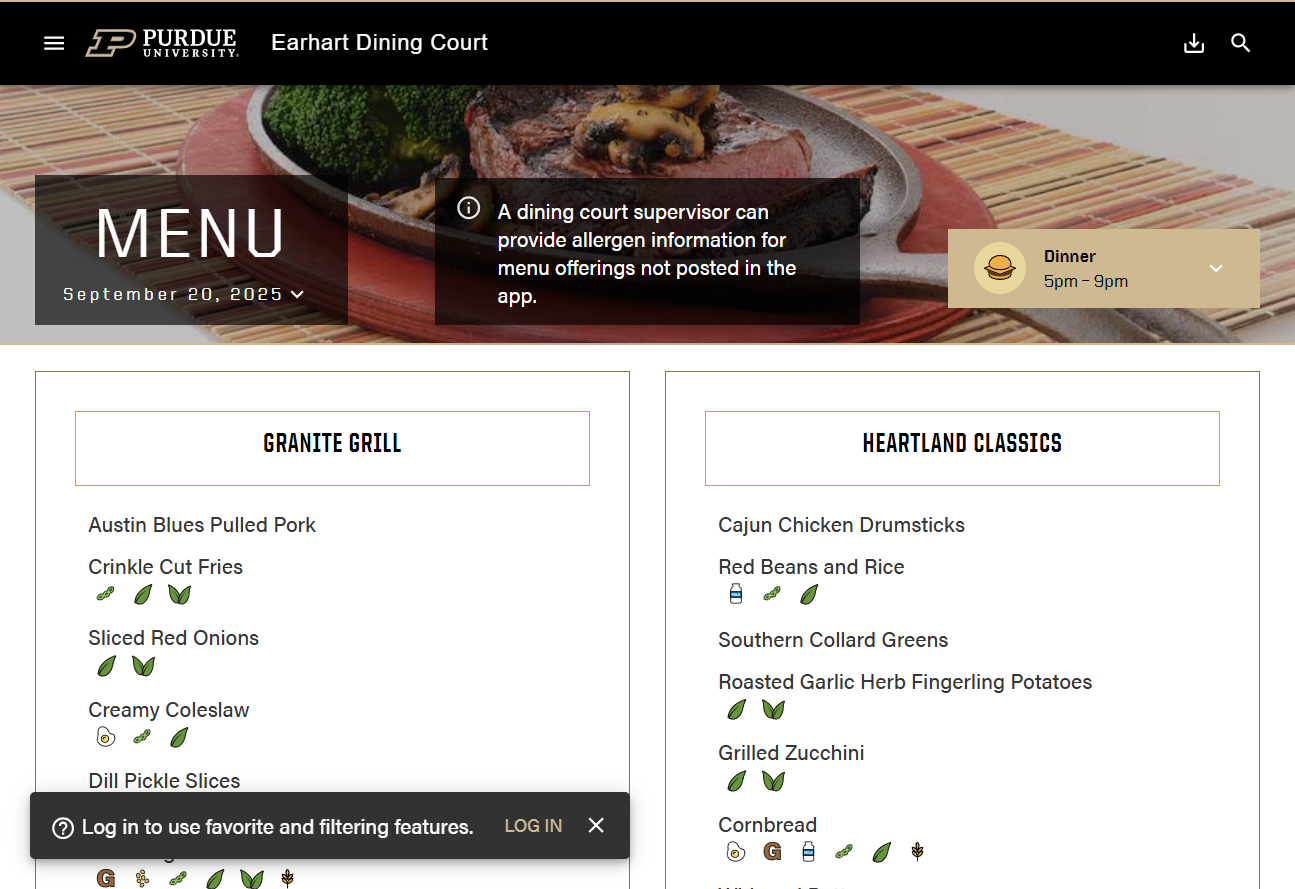 PURDUE
UNIVERSITY®
Earhart Dining Court
MENU
September 20, 2025
A dining court supervisor can
provide allergen information for
menu offerings not posted in the
app.
Dinner
5pm – 9pm
GRANITE GRILL
Austin Blues Pulled Pork
Crinkle Cut Fries
Sliced Red Onions
Creamy Coleslaw
Dill Pickle Slices
G
HEARTLAND CLASSICS
Cajun Chicken Drumsticks
Red Beans and Rice
MILK
Southern Collard Greens
Roasted Garlic Herb Fingerling Potatoes
Grilled Zucchini
Cornbread
G MILK
Log in to use favorite and filtering features. LOG IN